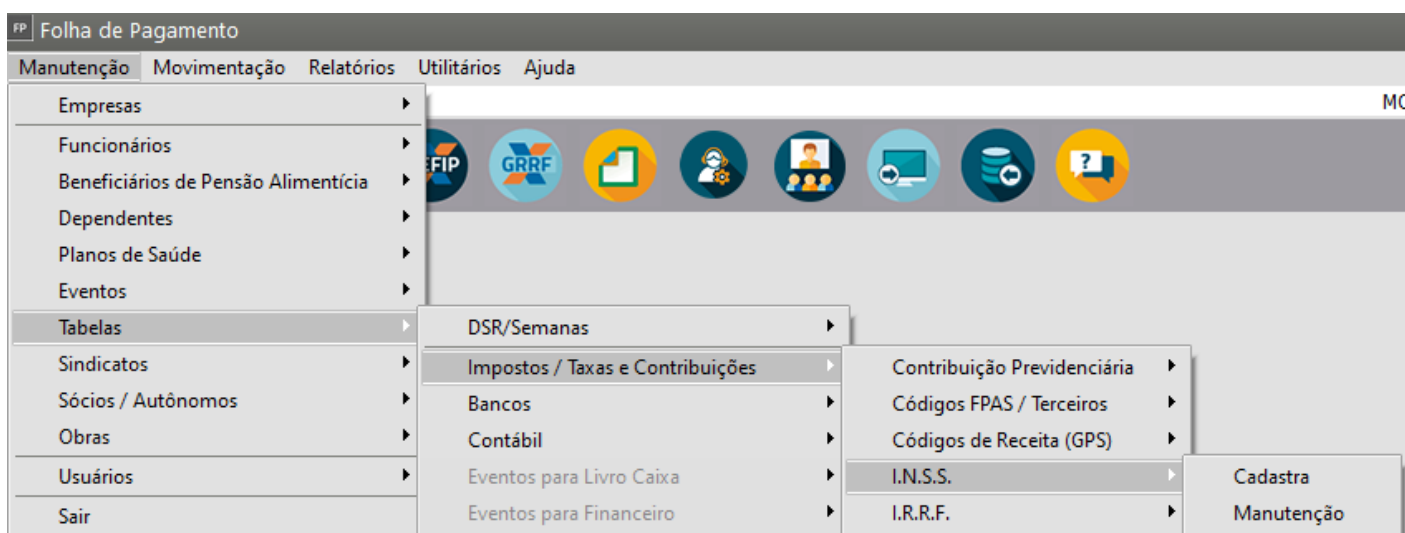 FP Folha de Pagamento
Manutenção Movimentação Relatórios Utilitários Ajuda
Empresas
Funcionários
Beneficiários de Pensão Alimentícia
Dependentes
Planos de Saúde
Eventos
Tabelas
Sindicatos
Sócios / Autônomos
Obras
Usuários
Sair
GRRF
?
DSR/Semanas
Impostos / Taxas e Contribuições
Bancos
Contábil
Eventos para Livro Caixa
Eventos para Financeiro
Contribuição Previdenciária
Códigos FPAS / Terceiros
Códigos de Receita (GPS)
I.N.S.S.
I.R.R.F.
Cadastra
Manutenção